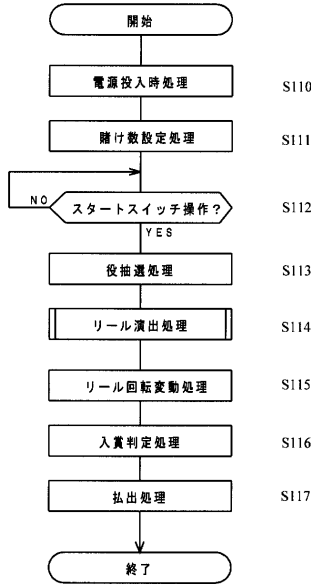 開始
電源投入時処理 S110
賭け数設定処理 S111
NO スタートスイッチ操作? S112
YES
役抽選処理 S113
リール演出処理 S114
リール回転変動処理 S115
入賞判定処理 S116
払出処理 S117
終了